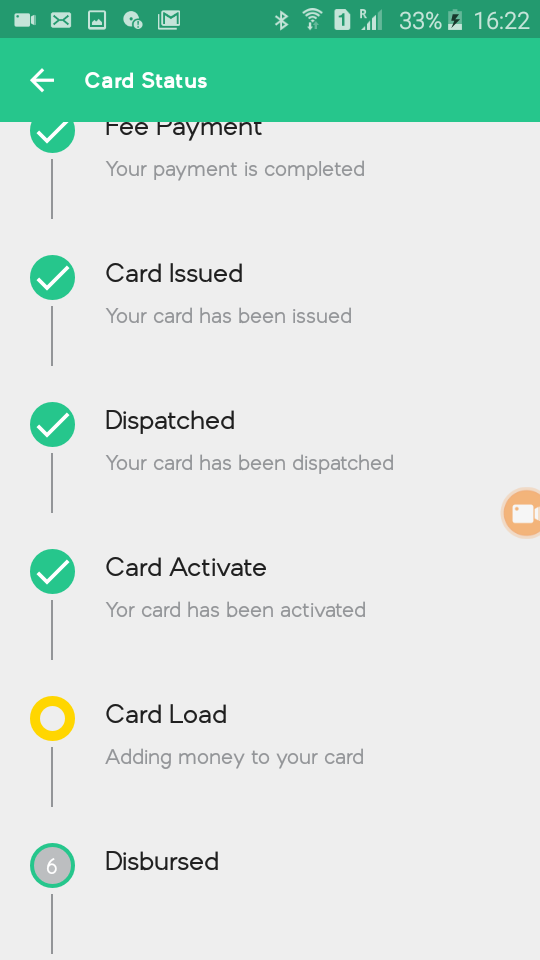 R 33% 16:22
Card Status
Fee Payment
Your payment is completed
Card Issued
Your card has been issued
Dispatched
Your card has been dispatched
Card Activate
Yor card has been activated
Card Load
Adding money to your card
6 Disbursed